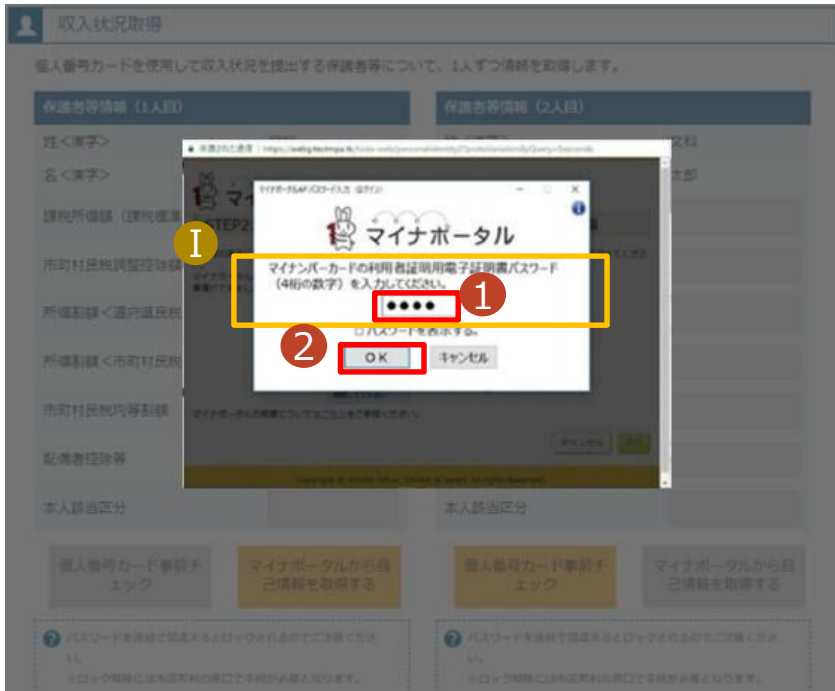 収入状況取得
個人番号カードを使用して収入状況を提出する保護者等について、1人ずつ情報を取得します。
保護者等情報（1人目）
保護者等情報（2人目）
姓<漢字>
文科
名<漢字>
太郎
I
STEP2
マイナポータル
マイナンバーカードの利用者証明用電子証明書パスワード
（4桁の数字）を入力してください。
●●●●
1
□パスワードを表示する。
2
OK
キャンセル
市町村民税調整控除額
所得割額<道府県民税
所得割額<市町村民税
市町村民税均等割額
配偶者控除等
本人該当区分
本人該当区分
個人番号カード事前チ
ェック
マイナポータルから自
己情報を取得する
個人番号カード事前チ
ェック
マイナポータルから自
己情報を取得する
パスワードを連続で間違えるとロックされるのでご注意くださ
い。
※ロック解除には市区町村の窓口で手続が必要となります。
パスワードを連続で間違えるとロックされるのでご注意くださ
い。
※ロック解除には市区町村の窓口で手続が必要となります。